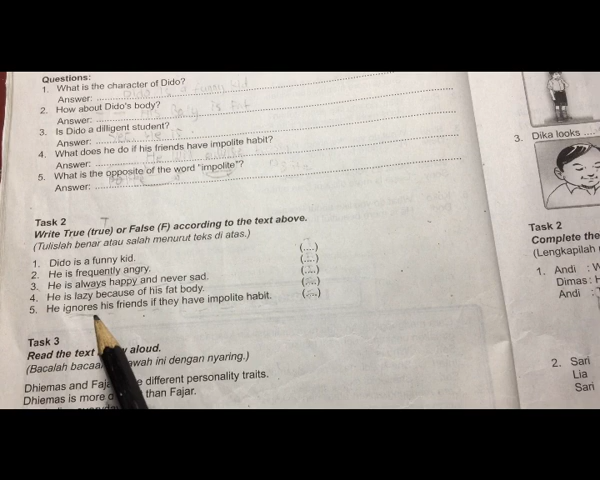 Questions:
1. What is the character of Dido?
Answer:
2. How about Dido's body?
Answer:
3. Is Dido a dilligent student?
Answer:
4. What does he do if his friends have impolite habit?
Answer:
5. What is the opposite of the word "impolite"?
Answer:
Task 2
Write True (true) or False (F) according to the text above.
(Tulislah benar atau salah menurut teks di atas.)
1. Dido is a funny kid. (....)
2. He is frequently angry. (....)
3. He is always happy and never sad. (....)
4. He is lazy because of his fat body. (....)
5. He ignores his friends if they have impolite habit. (....)
Task 3
Read the text aloud.
(Bacalah ini dengan nyaring.)
Dhiemas and different personality traits.
Dhiemas is more than Fajar.
3. Dika looks ....
Task 2
Complete the
(Lengkapilah
1. Andi :
Dimas :
Andi :
2. Sari
Lia
Sari